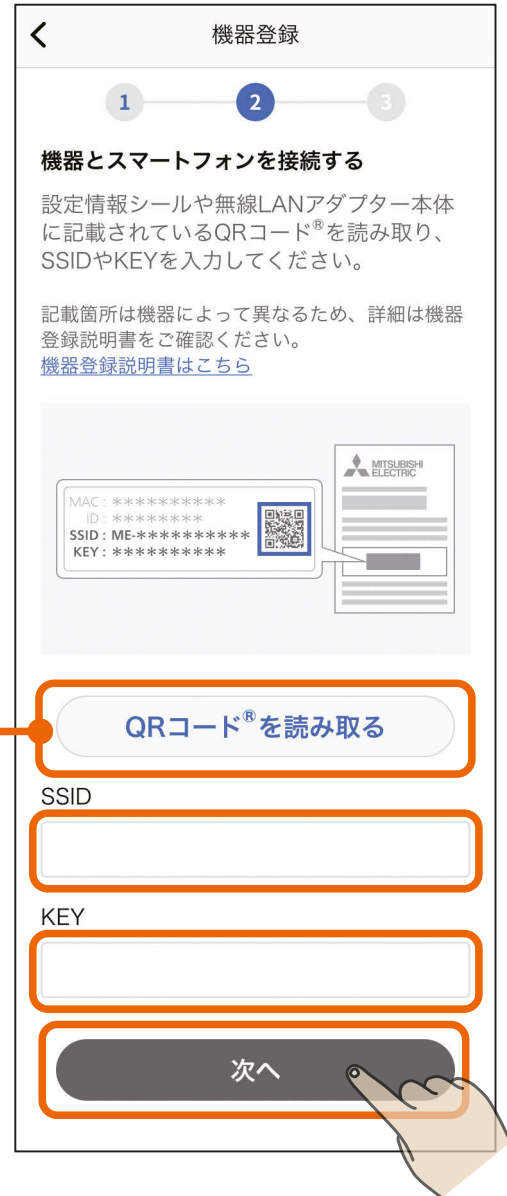 機器登録
1 2 3
機器とスマートフォンを接続する
設定情報シールや無線LANアダプター本体
に記載されているQRコード®を読み取り、
SSIDやKEYを入力してください。
記載箇所は機器によって異なるため、詳細は機器
登録説明書をご確認ください。
機器登録説明書はこちら
MITSUBISHI
ELECTRIC
MAC : **********
ID : ********
SSID : ME-**********
KEY : **********
QRコード®を読み取る
SSID
KEY
次へ